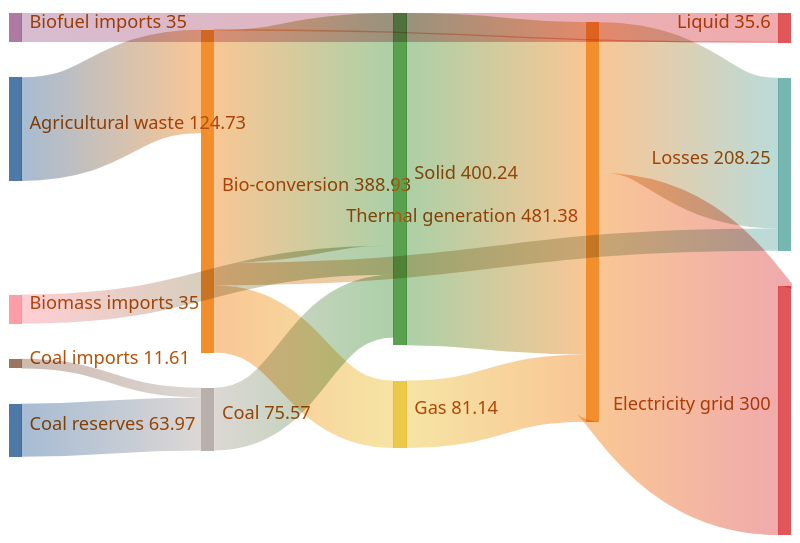 Biofuel imports 35
Liquid 35.6
Agricultural waste 124.73
Losses 208.25
Solid 400.24
Bio-conversion 388.93
Thermal generation 481.38
Biomass imports 35
Coal imports 11.61
Electricity grid 300
Gas 81.14
Coal 75.57
Coal reserves 63.97